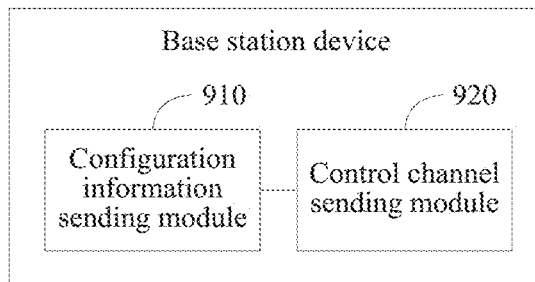 Base station device
910
920
Configuration
information
sending module
Control channel
sending module